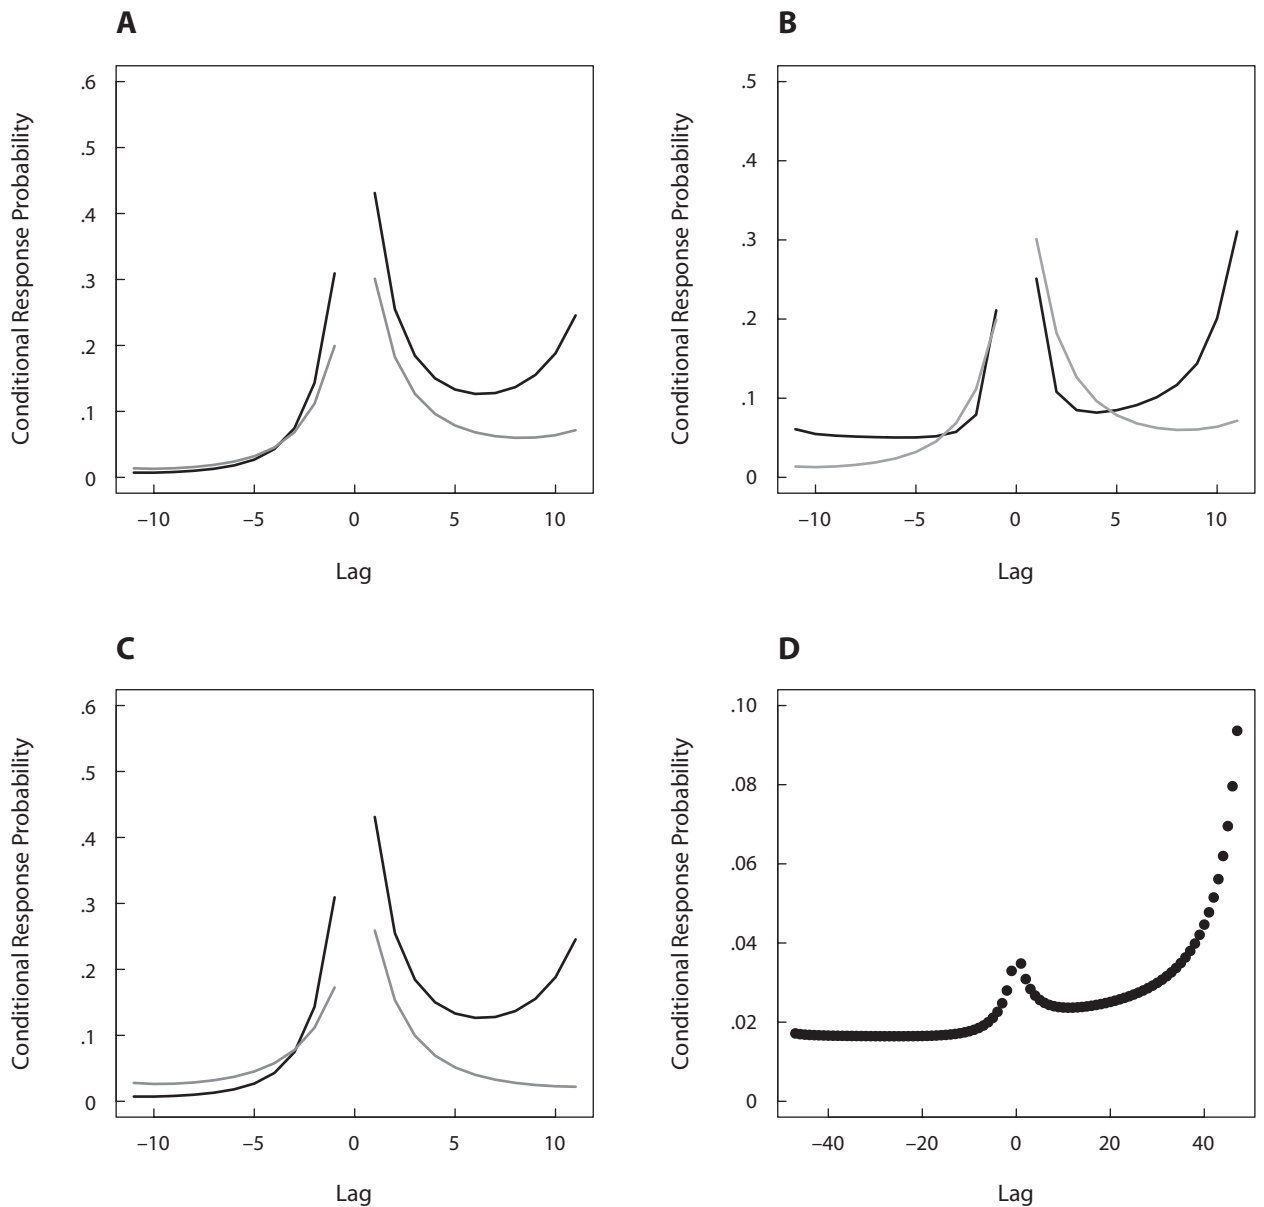 A
Conditional Response Probability
.6
.5
.4
.3
.2
.1
0
–10 –5 0 5 10
Lag
B
Conditional Response Probability
.5
.4
.3
.2
.1
0
–10 –5 0 5 10
Lag
C
Conditional Response Probability
.6
.5
.4
.3
.2
.1
0
–10 –5 0 5 10
Lag
D
Conditional Response Probability
.10
.08
.06
.04
.02
0
–40 –20 0 20 40
Lag